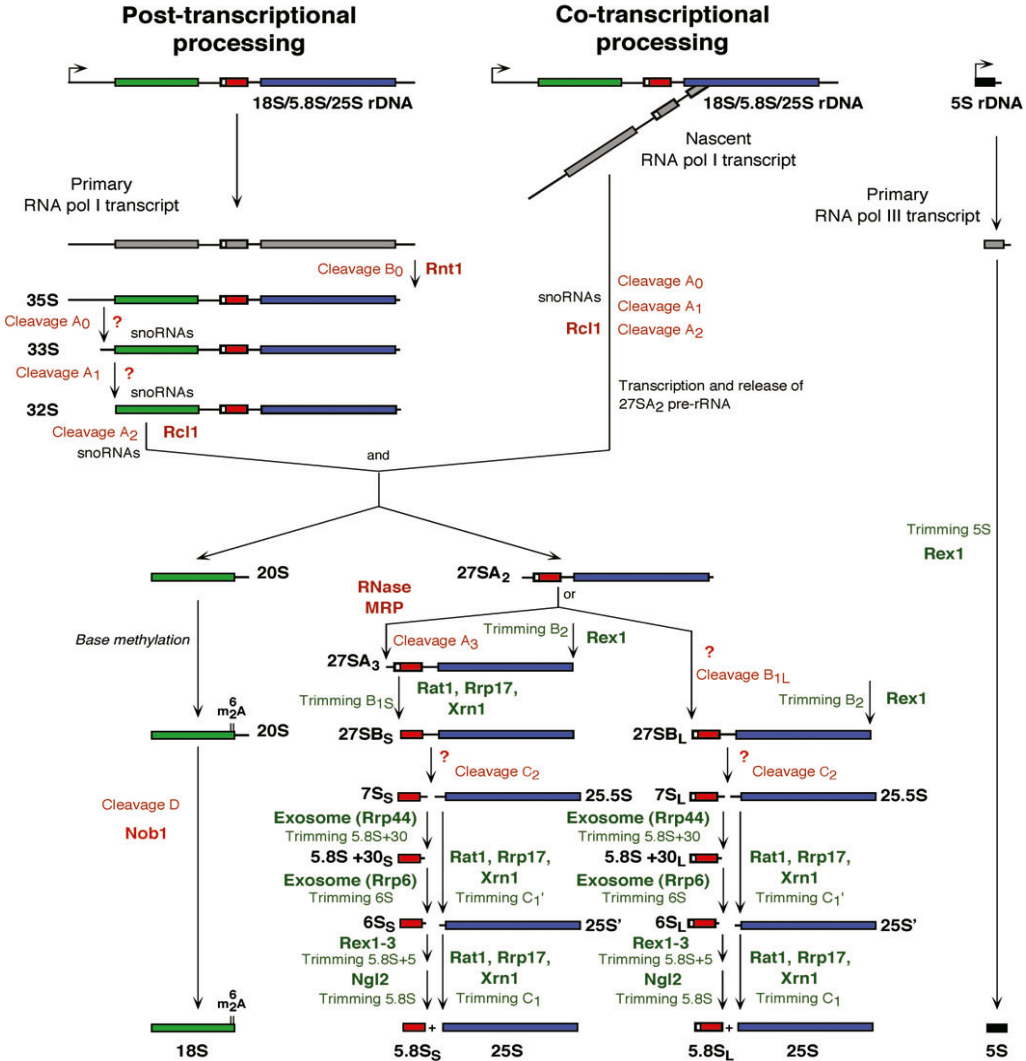 Post-transcriptional
processing
Co-transcriptional
processing
18S/5.8S/25S rDNA
18S/5.8S/25S rDNA
5S rDNA
Nascent
RNA pol I transcript
Primary
RNA pol I transcript
Primary
RNA pol III transcript
Cleavage B0 Rnt1
35S
Cleavage A0 ?
snoRNAs
33S
Cleavage A1 ?
snoRNAs
32S
Cleavage A2 Rcl1
snoRNAs
snoRNAs
Rcl1
Cleavage A0
Cleavage A1
Cleavage A2
Transcription and release of
27SA2 pre-rRNA
and
Trimming 5S
Rex1
20S
27SA2
or
RNase
MRP
Base methylation
Cleavage A3
Trimming B2
Rex1
?
Cleavage B1L
27SA3
Trimming B1S
Rat1, Rrp17,
Xrn1
Trimming B2
Rex1
m62A
20S
27SBS
27SBL
?
Cleavage C2
?
Cleavage C2
7SS
25.5S
7SL
25.5S
Cleavage D
Nob1
Exosome (Rrp44)
Trimming 5.8S+30
Exosome (Rrp44)
Trimming 5.8S+30
5.8S +30S
Rat1, Rrp17,
Xrn1
Trimming C1'
5.8S +30L
Rat1, Rrp17,
Xrn1
Trimming C1'
Exosome (Rrp6)
Trimming 6S
Exosome (Rrp6)
Trimming 6S
6SS
25S'
6SL
25S'
Rex1-3
Trimming 5.8S+5
Ngl2
Trimming 5.8S
Rat1, Rrp17,
Xrn1
Trimming C1
Rex1-3
Trimming 5.8S+5
Ngl2
Trimming 5.8S
Rat1, Rrp17,
Xrn1
Trimming C1
m62A
+
+
18S
5.8SS
25S
5.8SL
25S
5S